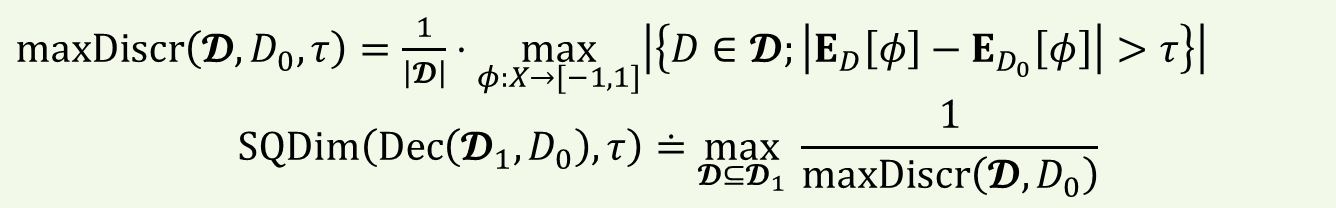 maxDiscr(𝓓, D₀, τ) = 1/|𝓓| · max_{ϕ:X→[−1,1]} |{D ∈ 𝓓; |𝐄_D[ϕ] − 𝐄_{D₀}[ϕ]| > τ}|
SQDim(Dec(𝓓₁, D₀), τ) ≐ max_{𝓓⊆𝓓₁} 1/maxDiscr(𝓓, D₀)